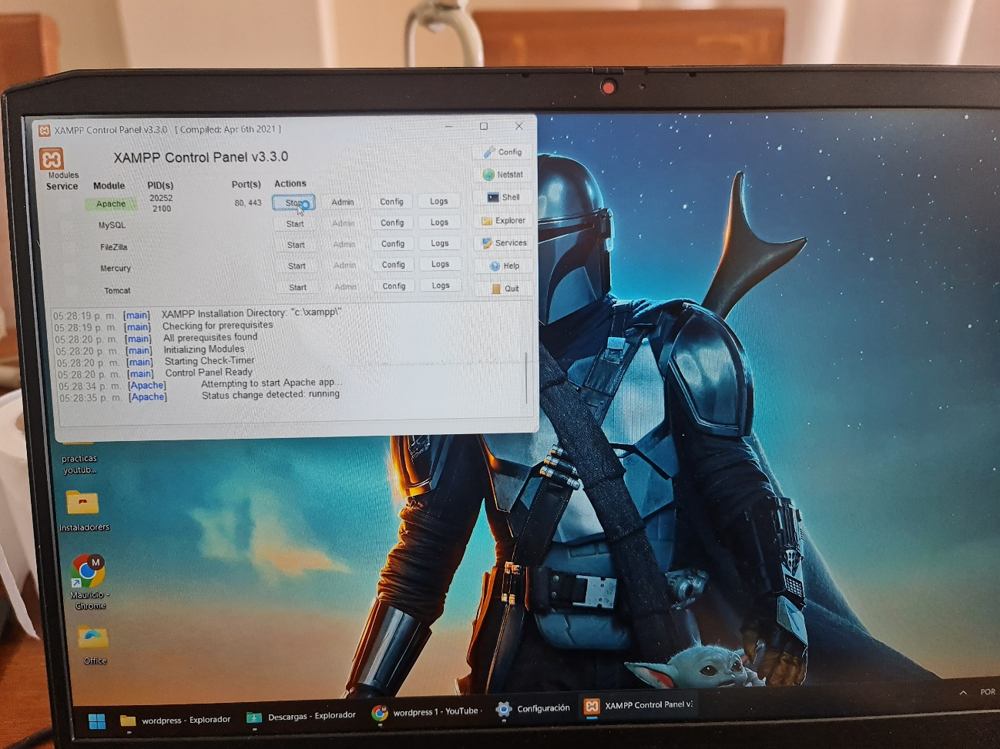 XAMPP Control Panel v3.3.0 [ Compiled: Apr 6th 2021 ]
XAMPP Control Panel v3.3.0
Config
Modules
Service Module PID(s) Port(s) Actions
Netstat
Apache 20252 2100 80, 443 Stop Admin Config Logs
Shell
MySQL Start Admin Config Logs
Explorer
FileZilla Start Admin Config Logs
Services
Mercury Start Admin Config Logs
Help
Tomcat Start Admin Config Logs
Quit
05:28:19 p. m. [main] XAMPP Installation Directory: "c:\xampp\"
05:28:19 p. m. [main] Checking for prerequisites
05:28:20 p. m. [main] All prerequisites found
05:28:20 p. m. [main] Initializing Modules
05:28:20 p. m. [main] Starting Check-Timer
05:28:20 p. m. [main] Control Panel Ready
05:28:34 p. m. [Apache] Attempting to start Apache app...
05:28:35 p. m. [Apache] Status change detected: running
practicas
youtub...
Instaladorers
M
Mauricio -
Chrome
Office
wordpress - Explorador
Descargas - Explorador
wordpress 1 - YouTube -
Configuración
XAMPP Control Panel v3
POR